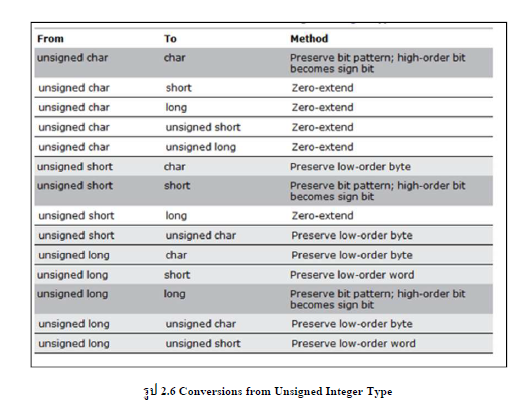 From To Method
unsigned char char Preserve bit pattern; high-order bit
becomes sign bit
unsigned char short Zero-extend
unsigned char long Zero-extend
unsigned char unsigned short Zero-extend
unsigned char unsigned long Zero-extend
unsigned short char Preserve low-order byte
unsigned short short Preserve bit pattern; high-order bit
becomes sign bit
unsigned short long Zero-extend
unsigned short unsigned char Preserve low-order byte
unsigned long char Preserve low-order byte
unsigned long short Preserve low-order word
unsigned long long Preserve bit pattern; high-order bit
becomes sign bit
unsigned long unsigned char Preserve low-order byte
unsigned long unsigned short Preserve low-order word
รูป 2.6 Conversions from Unsigned Integer Type